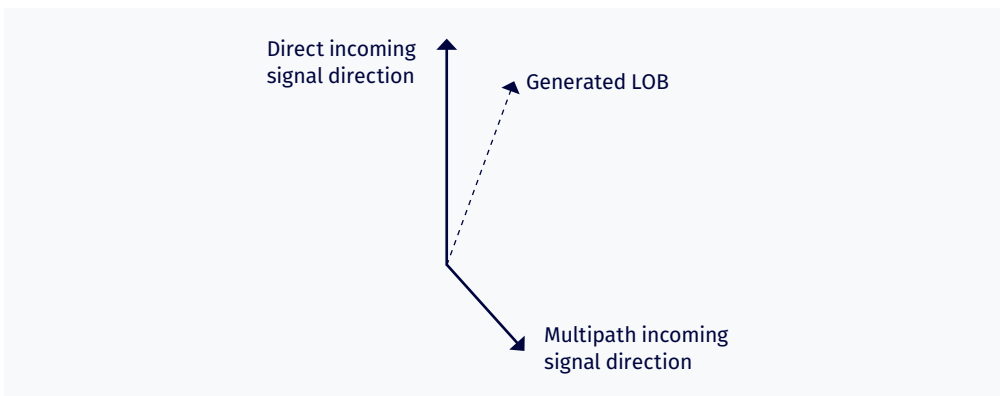 Direct incoming
signal direction
Generated LOB
Multipath incoming
signal direction